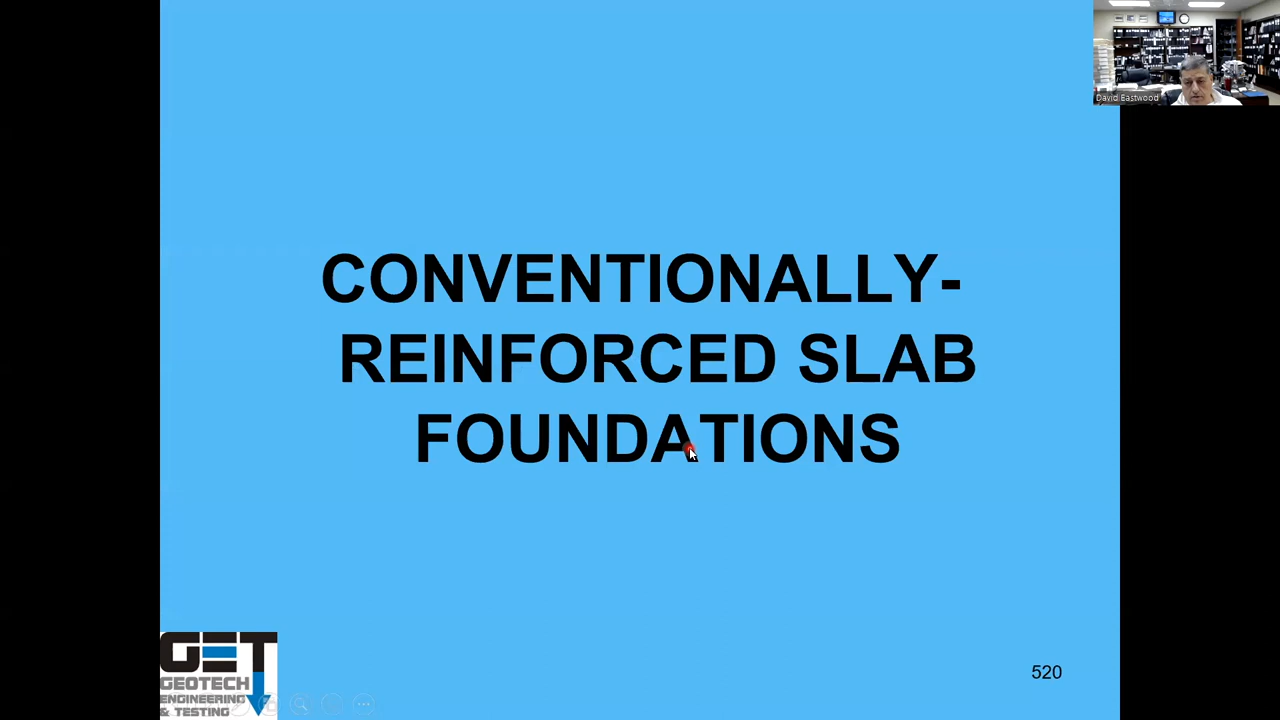 David Eastwood
CONVENTIONALLY-
REINFORCED SLAB
FOUNDATIONS
GET
GEOTECH
ENGINEERING
& TESTING
520